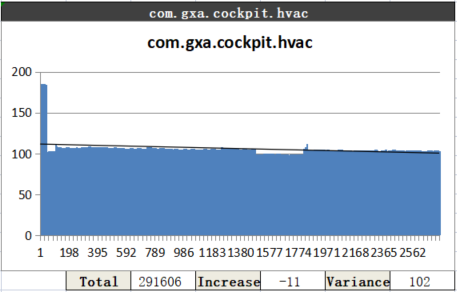 com.gxa.cockpit.hvac
com.gxa.cockpit.hvac
200
150
100
50
0
1 198 395 592 789 986 1183 1380 1577 1774 1971 2168 2365 2562
Total 291606 Increase -11 Variance 102